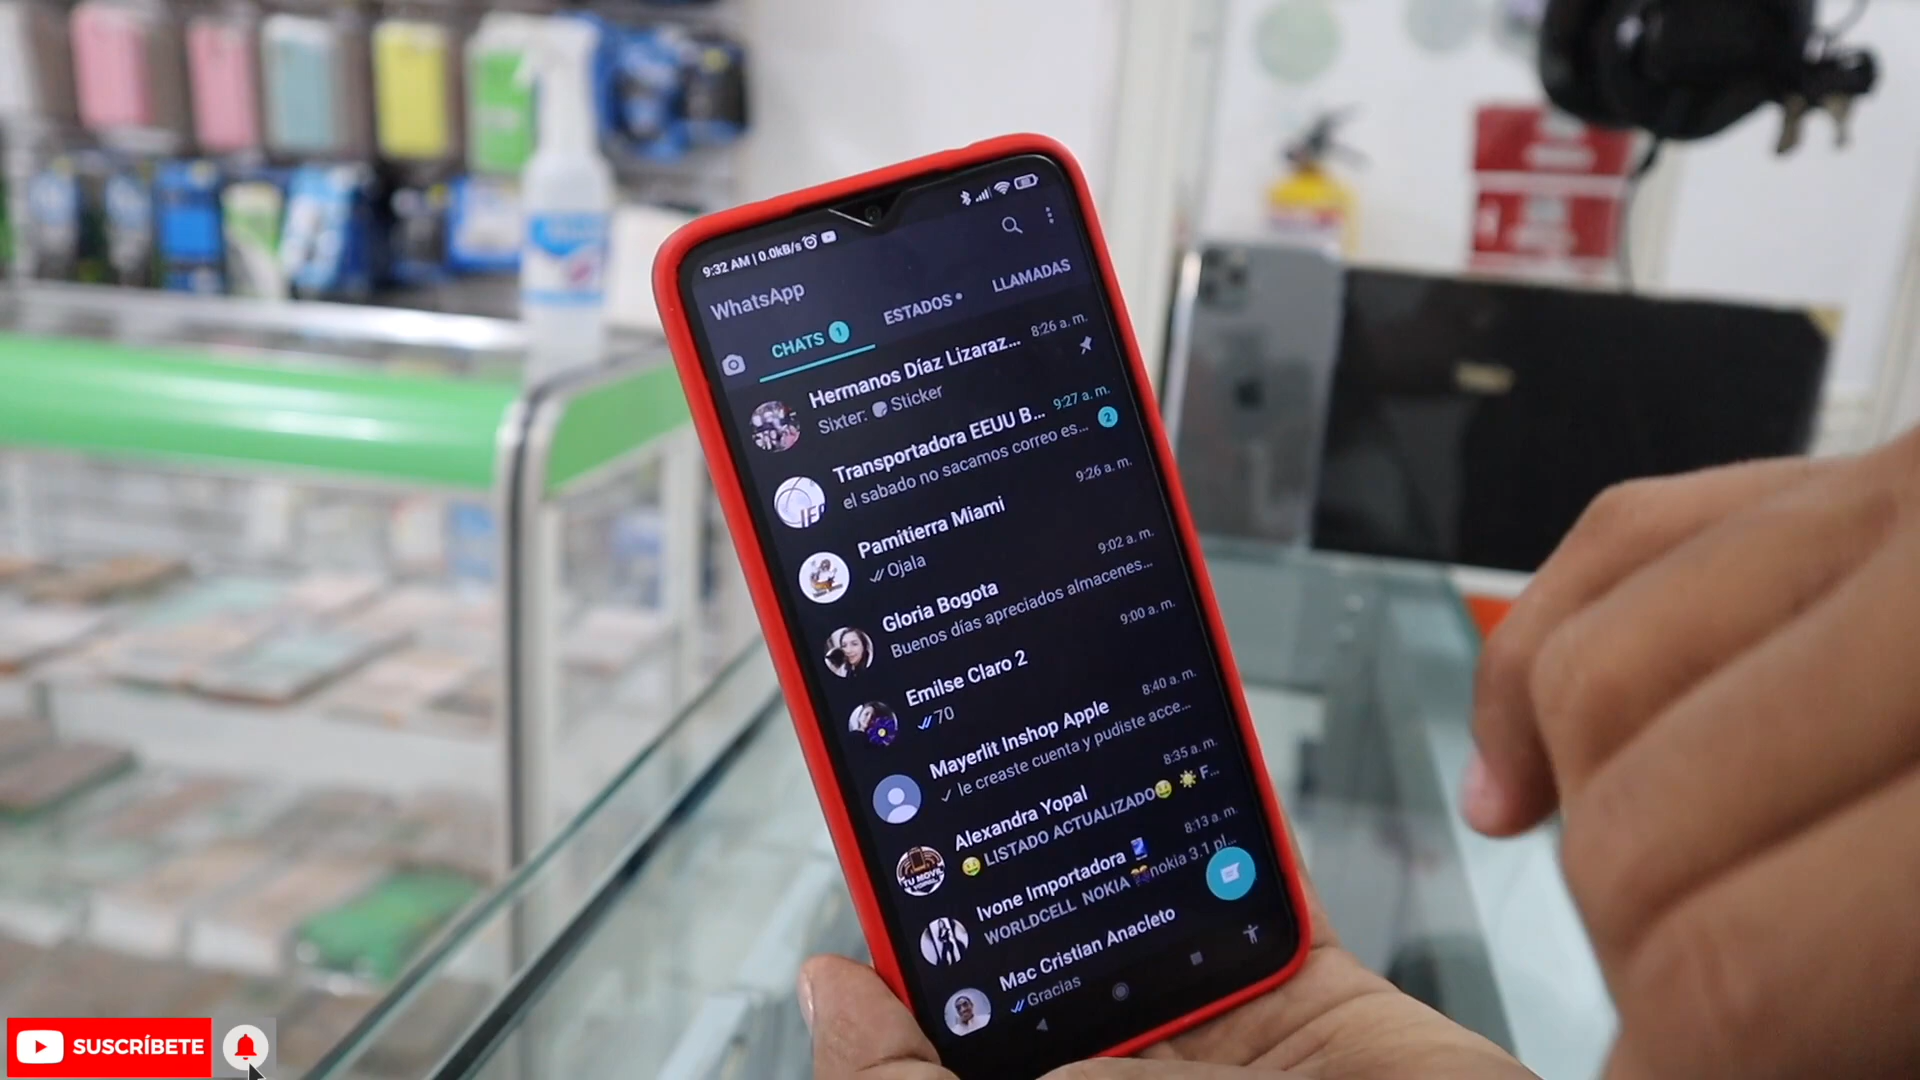 9:32 AM | 0.0kB/s
WhatsApp
CHATS 1
ESTADOS •
LLAMADAS
Hermanos Díaz Lizaraz...
8:26 a. m.
Sixter: Sticker
Transportadora EEUU B...
9:27 a. m.
el sabado no sacamos correo es...
2
Pamitierra Miami
9:26 a. m.
Ojala
Gloria Bogota
9:02 a. m.
Buenos días apreciados almacenes...
Emilse Claro 2
9:00 a. m.
70
Mayerlit Inshop Apple
8:40 a. m.
le creaste cuenta y pudiste acce...
Alexandra Yopal
8:35 a. m.
🤑 LISTADO ACTUALIZADO🤑 ☀️ F...
TU MOVIL
Ivone Importadora 📱
8:13 a. m.
WORLDCELL NOKIA nokia 3.1 pl...
Mac Cristian Anacleto
Gracias
SUSCRÍBETE